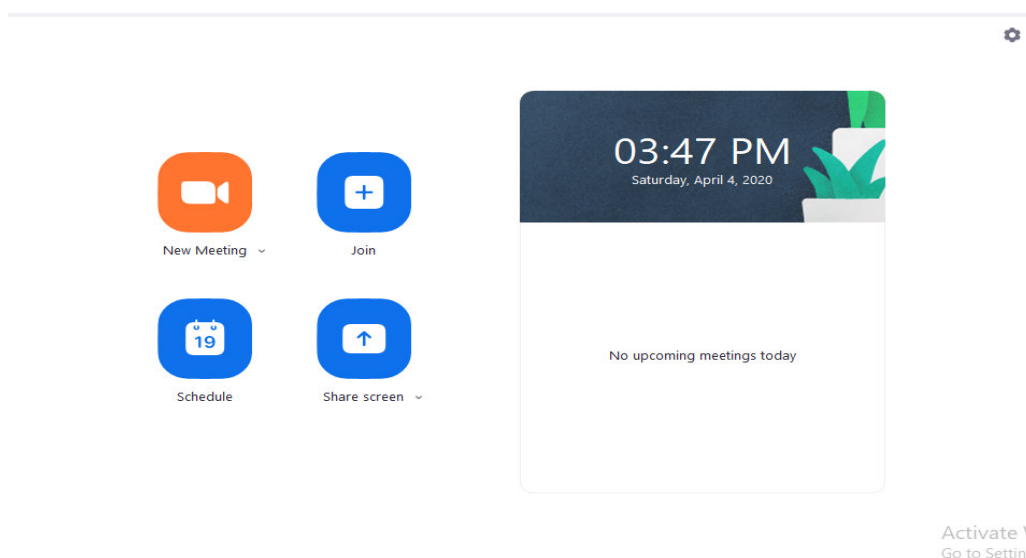 New Meeting
Join
19
Schedule
Share screen
03:47 PM
Saturday, April 4, 2020
No upcoming meetings today
Activate
Go to Settin